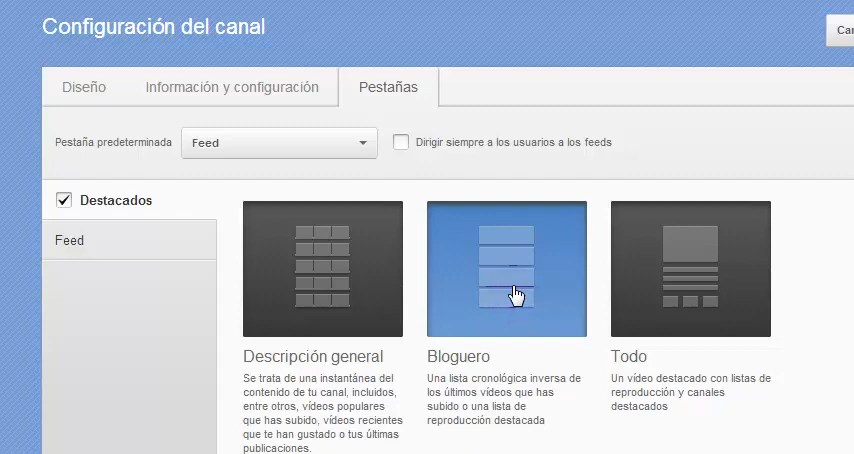 Configuración del canal
Diseño
Información y configuración
Pestañas
Pestaña predeterminada
Feed
Dirigir siempre a los usuarios a los feeds
Destacados
Feed
Descripción general
Se trata de una instantánea del
contenido de tu canal, incluidos,
entre otros, vídeos populares
que has subido, vídeos recientes
que te han gustado o tus últimas
publicaciones.
Bloguero
Una lista cronológica inversa de
los últimos vídeos que has
subido o una lista de
reproducción destacada
Todo
Un vídeo destacado con listas de
reproducción y canales
destacados